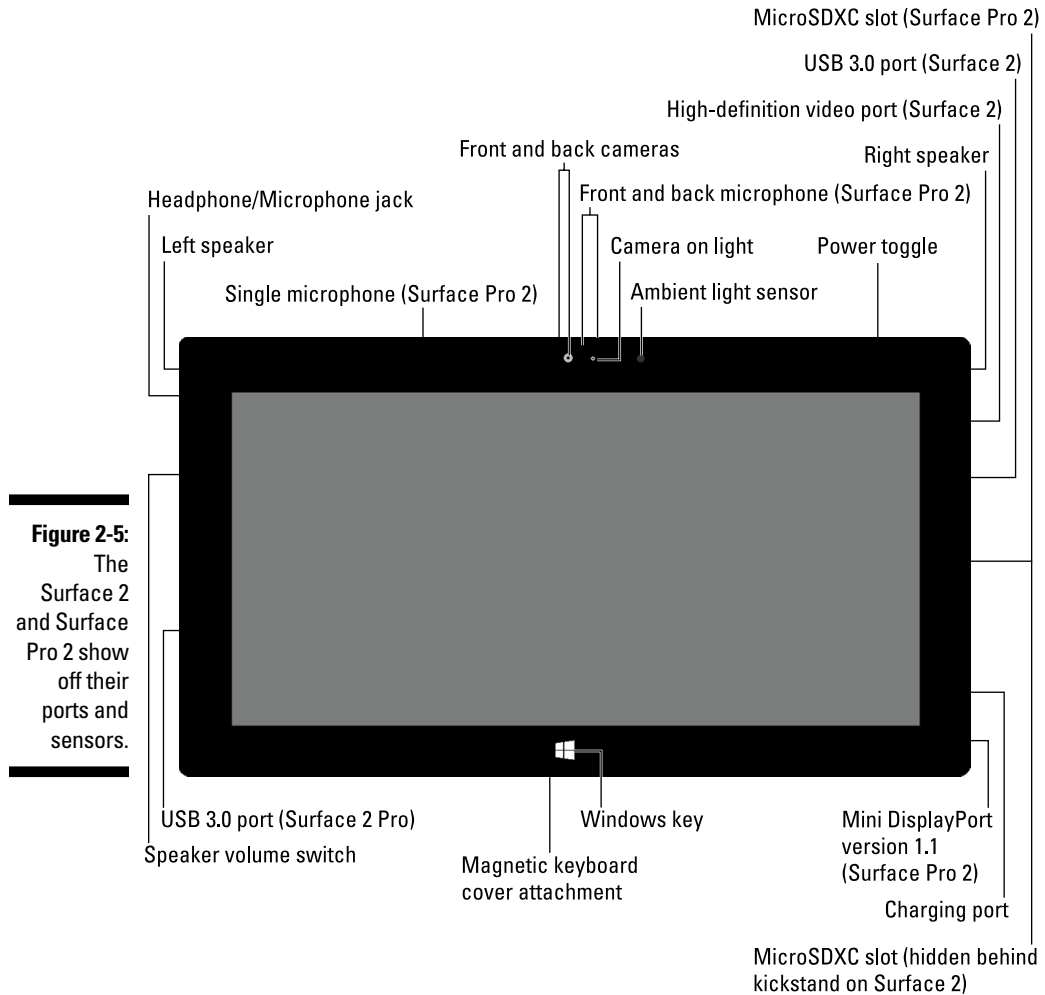 MicroSDXC slot (Surface Pro 2)
USB 3.0 port (Surface 2)
High-definition video port (Surface 2)
Front and back cameras
Right speaker
Headphone/Microphone jack
Front and back microphone (Surface Pro 2)
Left speaker
Camera on light
Power toggle
Single microphone (Surface Pro 2)
Ambient light sensor
Figure 2-5:
The
Surface 2
and Surface
Pro 2 show
off their
ports and
sensors.
USB 3.0 port (Surface 2 Pro)
Speaker volume switch
Magnetic keyboard
cover attachment
Windows key
Mini DisplayPort
version 1.1
(Surface Pro 2)
Charging port
MicroSDXC slot (hidden behind
kickstand on Surface 2)